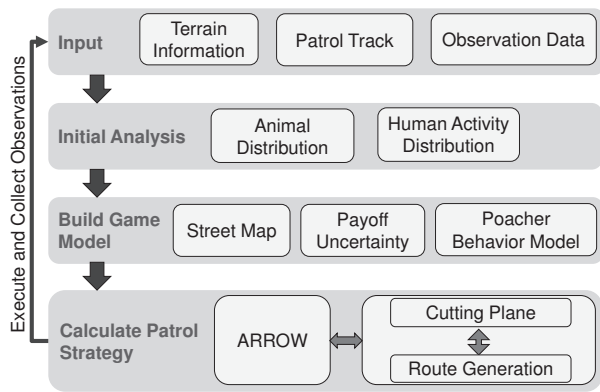 Execute and Collect Observations
Input
Terrain
Information
Patrol Track
Observation Data
Initial Analysis
Animal
Distribution
Human Activity
Distribution
Build Game
Model
Street Map
Payoff
Uncertainty
Poacher
Behavior Model
Calculate Patrol
Strategy
ARROW
Cutting Plane
Route Generation